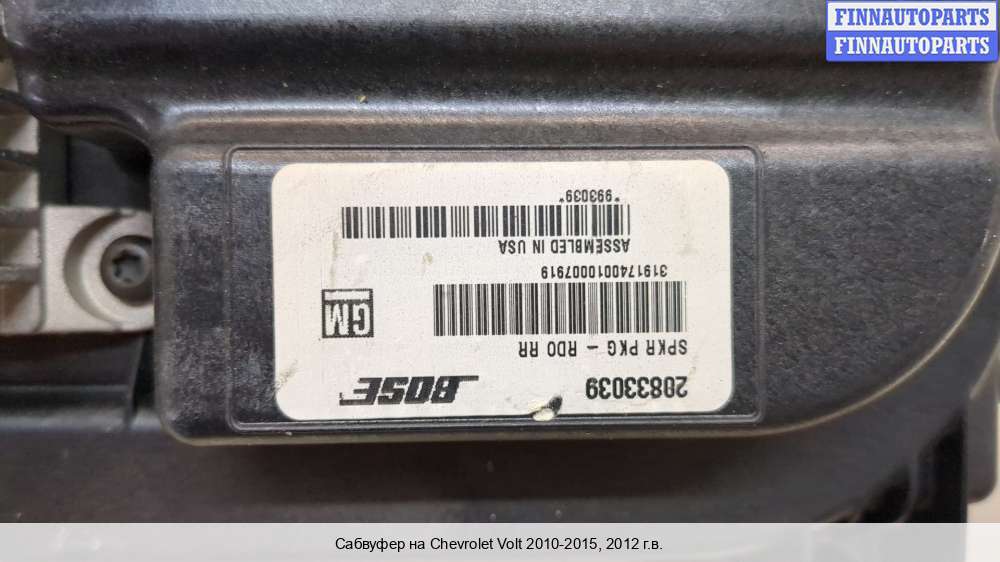 FINNAUTOPARTS
FINNAUTOPARTS
20833039
BOSE
SPKR PKG - RDO RR
GM
3191740010007919
ASSEMBLED IN USA
*993039*
Сабвуфер на Chevrolet Volt 2010-2015, 2012 г.в.